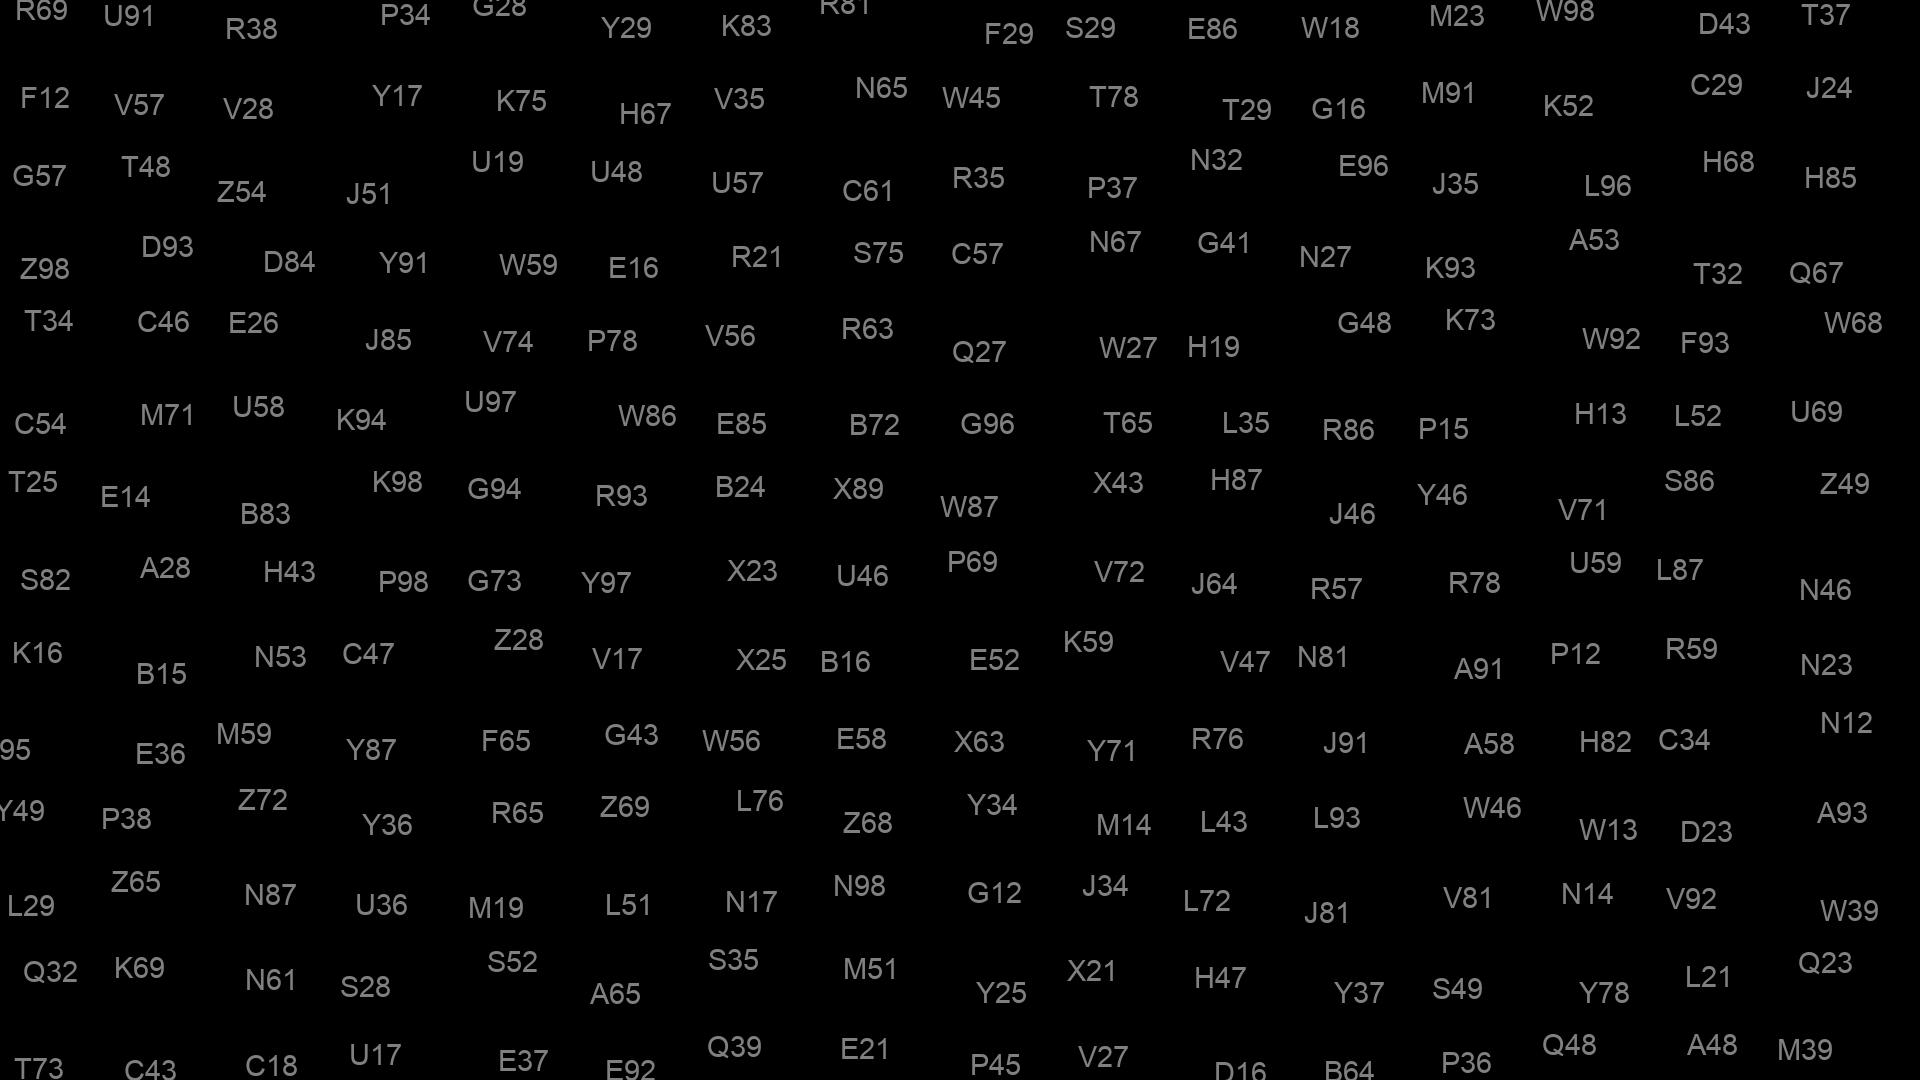 R69 U91 R38 P34 G28 Y29 K83 R81 F29 S29 E86 W18 M23 W98 D43 T37
F12 V57 V28 Y17 K75 H67 V35 N65 W45 T78 T29 G16 M91 K52 C29 J24
G57 T48 Z54 J51 U19 U48 U57 C61 R35 P37 N32 E96 J35 L96 H68 H85
Z98 D93 D84 Y91 W59 E16 R21 S75 C57 N67 G41 N27 K93 A53 T32 Q67
T34 C46 E26 J85 V74 P78 V56 R63 Q27 W27 H19 G48 K73 W92 F93 W68
C54 M71 U58 K94 U97 W86 E85 B72 G96 T65 L35 R86 P15 H13 L52 U69
T25 E14 B83 K98 G94 R93 B24 X89 W87 X43 H87 J46 Y46 V71 S86 Z49
S82 A28 H43 P98 G73 Y97 X23 U46 P69 V72 J64 R57 R78 U59 L87 N46
K16 B15 N53 C47 Z28 V17 X25 B16 E52 K59 V47 N81 A91 P12 R59 N23
95 E36 M59 Y87 F65 G43 W56 E58 X63 Y71 R76 J91 A58 H82 C34 N12
Y49 P38 Z72 Y36 R65 Z69 L76 Z68 Y34 M14 L43 L93 W46 W13 D23 A93
L29 Z65 N87 U36 M19 L51 N17 N98 G12 J34 L72 J81 V81 N14 V92 W39
Q32 K69 N61 S28 S52 A65 S35 M51 Y25 X21 H47 Y37 S49 Y78 L21 Q23
T73 C43 C18 U17 E37 E92 Q39 E21 P45 V27 D16 B64 P36 Q48 A48 M39